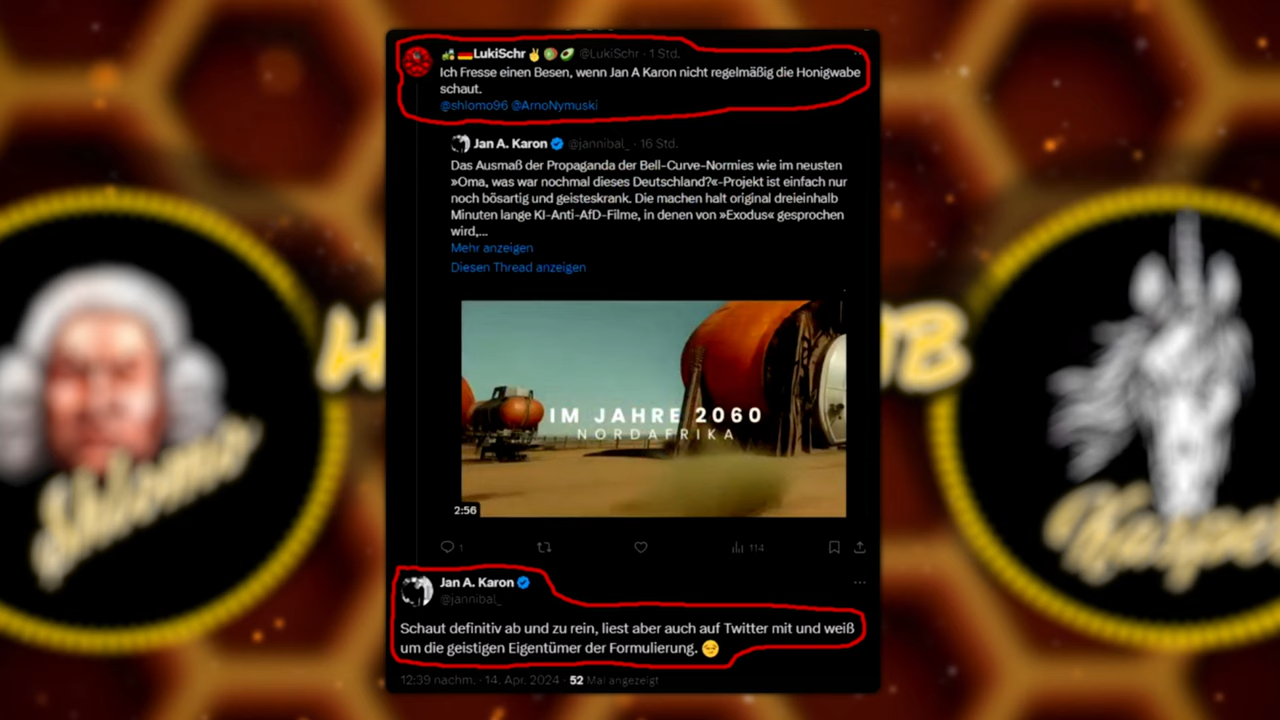 LukiSchr @LukiSchr · 1 Std.
Ich Fresse einen Besen, wenn Jan A Karon nicht regelmäßig die Honigwabe
schaut.
@shlomo96 @ArnoNymuski
Jan A. Karon @jannibal_ · 16 Std.
Das Ausmaß der Propaganda der Bell-Curve-Normies wie im neusten
»Oma, was war nochmal dieses Deutschland?«-Projekt ist einfach nur
noch bösartig und geisteskrank. Die machen halt original dreieinhalb
Minuten lange KI-Anti-AfD-Filme, in denen von »Exodus« gesprochen
wird,...
Mehr anzeigen
Diesen Thread anzeigen
IM JAHRE 2060
NORDAFRIKA
2:56
1 114
Jan A. Karon
@jannibal_
Schaut definitiv ab und zu rein, liest aber auch auf Twitter mit und weiß
um die geistigen Eigentümer der Formulierung.
12:39 nachm. · 14. Apr. 2024 · 52 Mal angezeigt
Shlomo